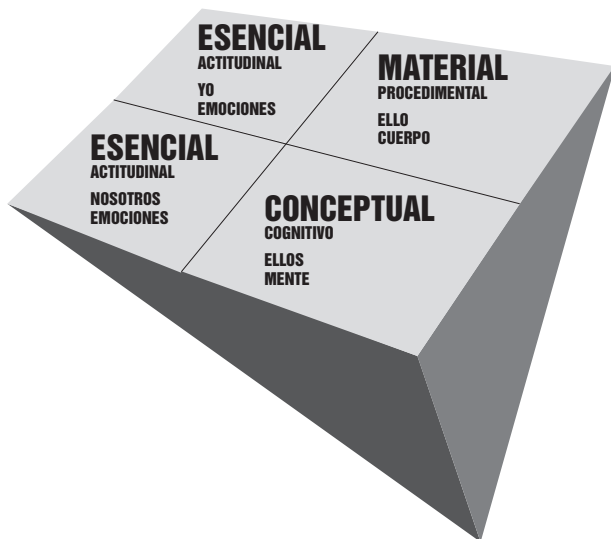 ESENCIAL
ACTITUDINAL
YO
EMOCIONES
MATERIAL
PROCEDIMENTAL
ELLO
CUERPO
ESENCIAL
ACTITUDINAL
NOSOTROS
EMOCIONES
CONCEPTUAL
COGNITIVO
ELLOS
MENTE